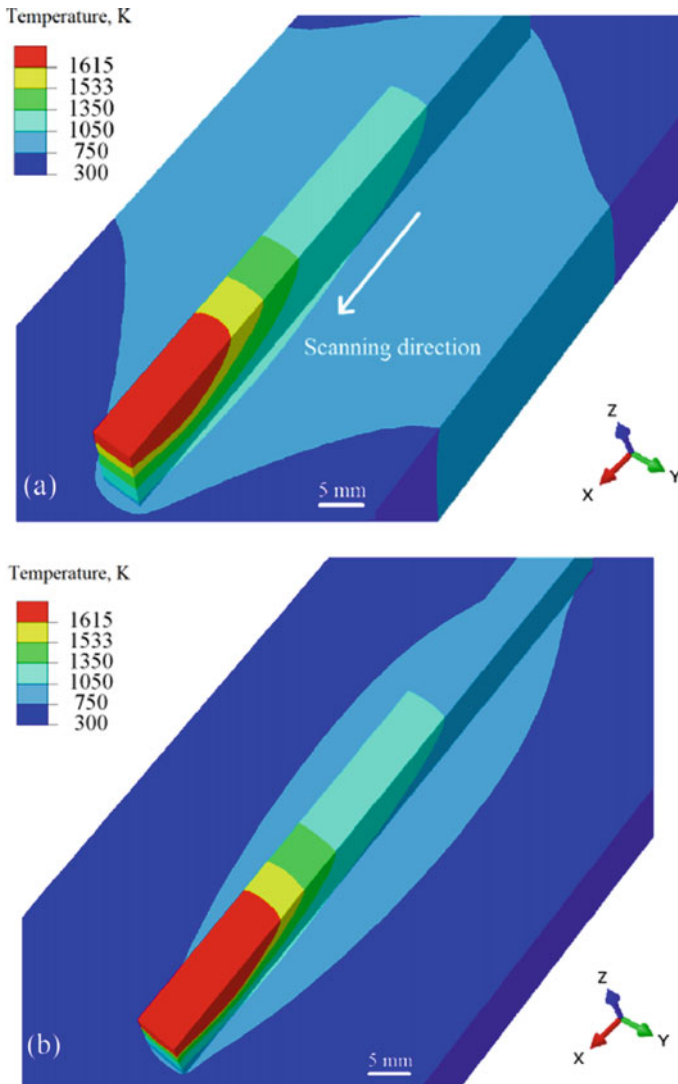 Temperature, K
1615
1533
1350
1050
750
300
Scanning direction
Z
X
Y
(a)
5 mm
Temperature, K
1615
1533
1350
1050
750
300
Z
X
Y
(b)
5 mm